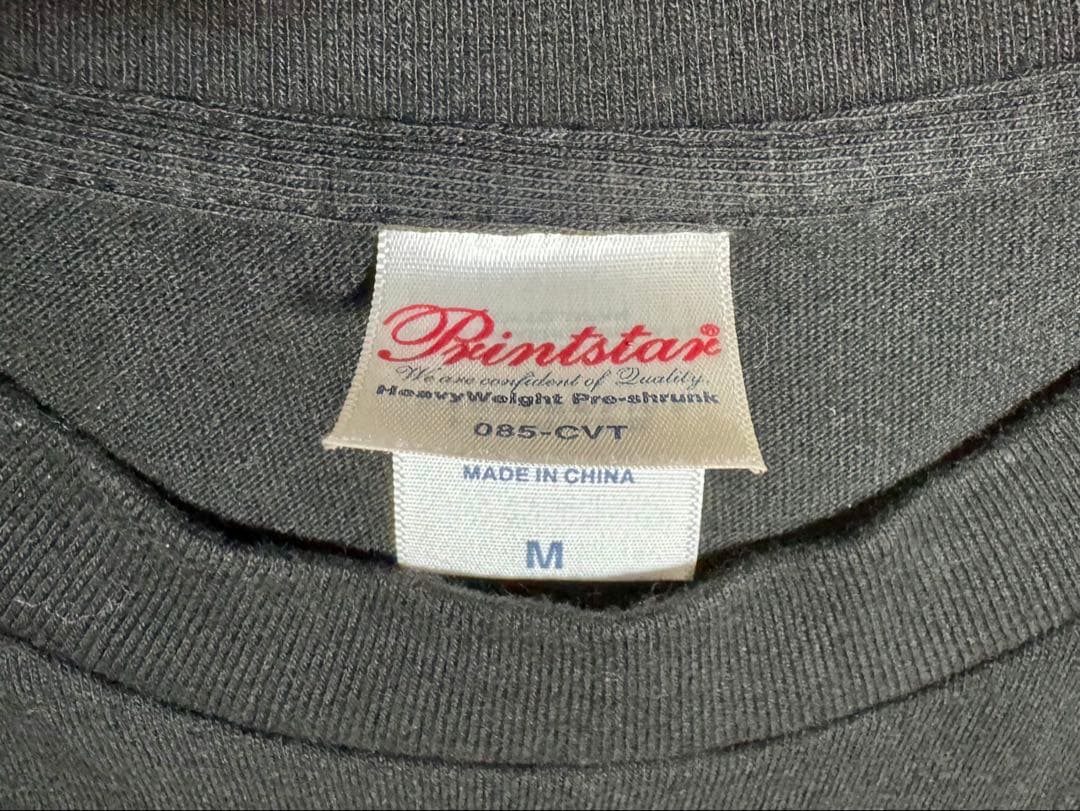 Printstar®
We are confident of Quality.
HeavyWeight Pre-shrunk
085-CVT
MADE IN CHINA
M